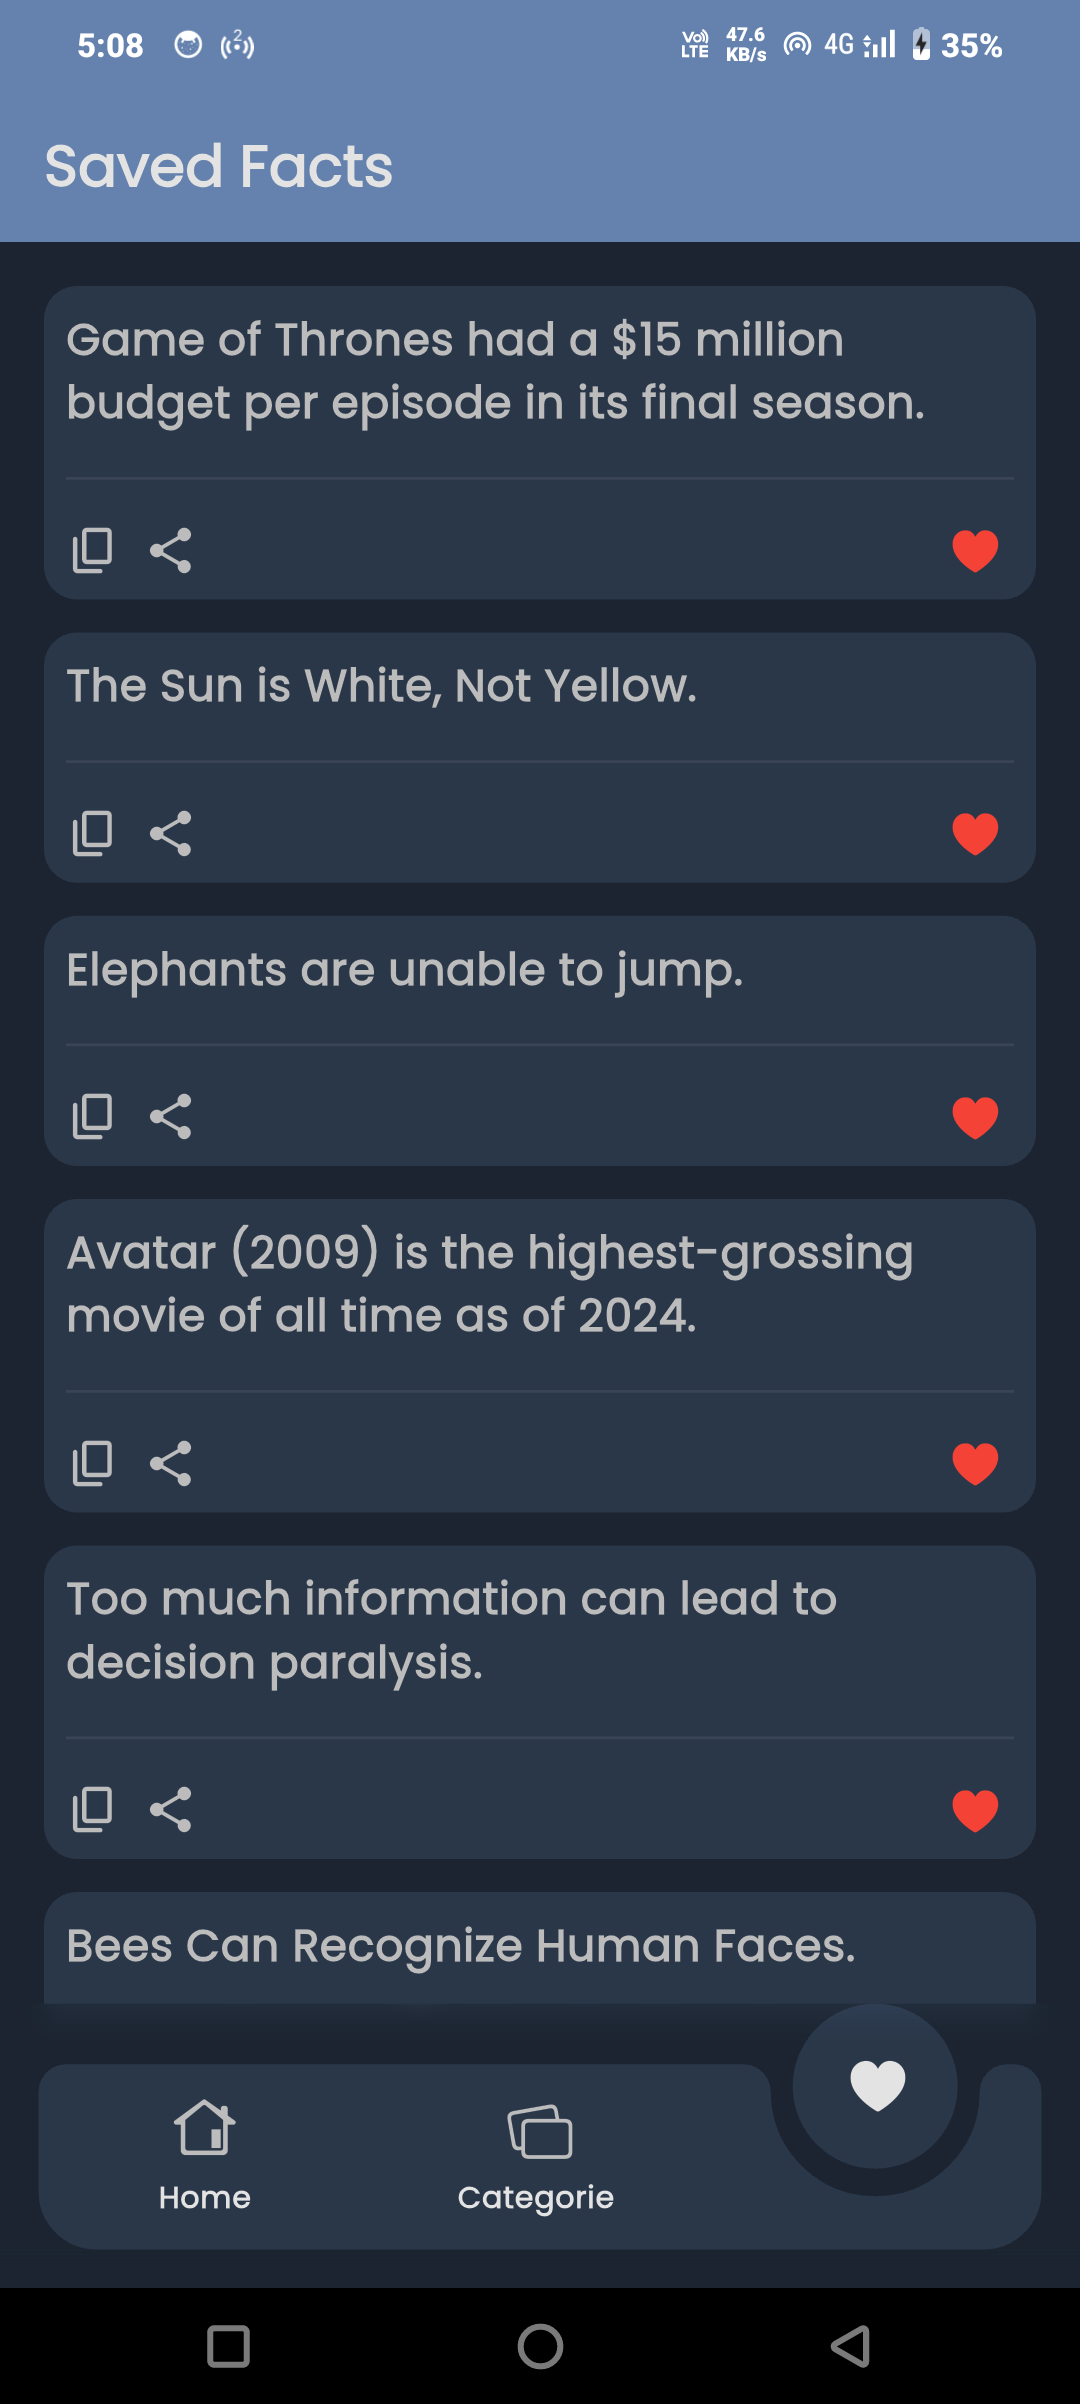 5:08 2 Vo) LTE 47.6 KB/s 4G 35%
Saved Facts
Game of Thrones had a $15 million
budget per episode in its final season.
The Sun is White, Not Yellow.
Elephants are unable to jump.
Avatar (2009) is the highest-grossing
movie of all time as of 2024.
Too much information can lead to
decision paralysis.
Bees Can Recognize Human Faces.
Home Categorie